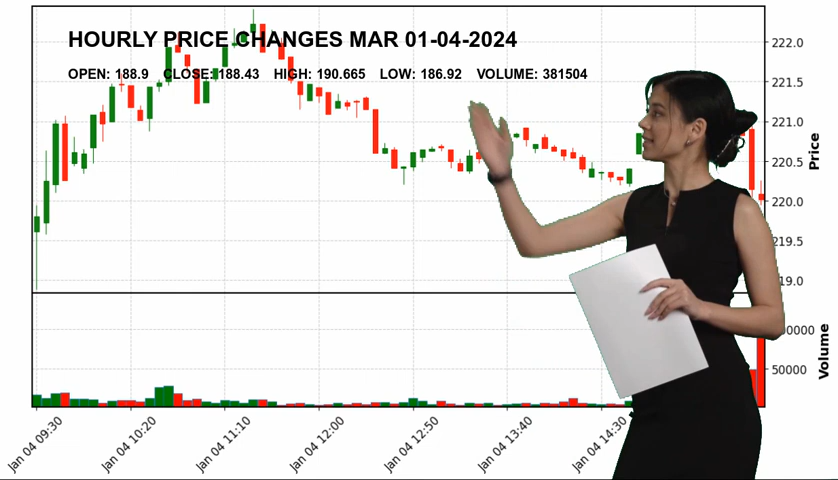 HOURLY PRICE CHANGES MAR 01-04-2024
OPEN: 188.9 CLOSE: 188.43 HIGH: 190.665 LOW: 186.92 VOLUME: 381504
222.0
221.5
221.0
220.5
220.0
219.5
Price
50000
Volume
Jan 04 09:30
Jan 04 10:20
Jan 04 11:10
Jan 04 12:00
Jan 04 12:50
Jan 04 13:40
Jan 04 14:30